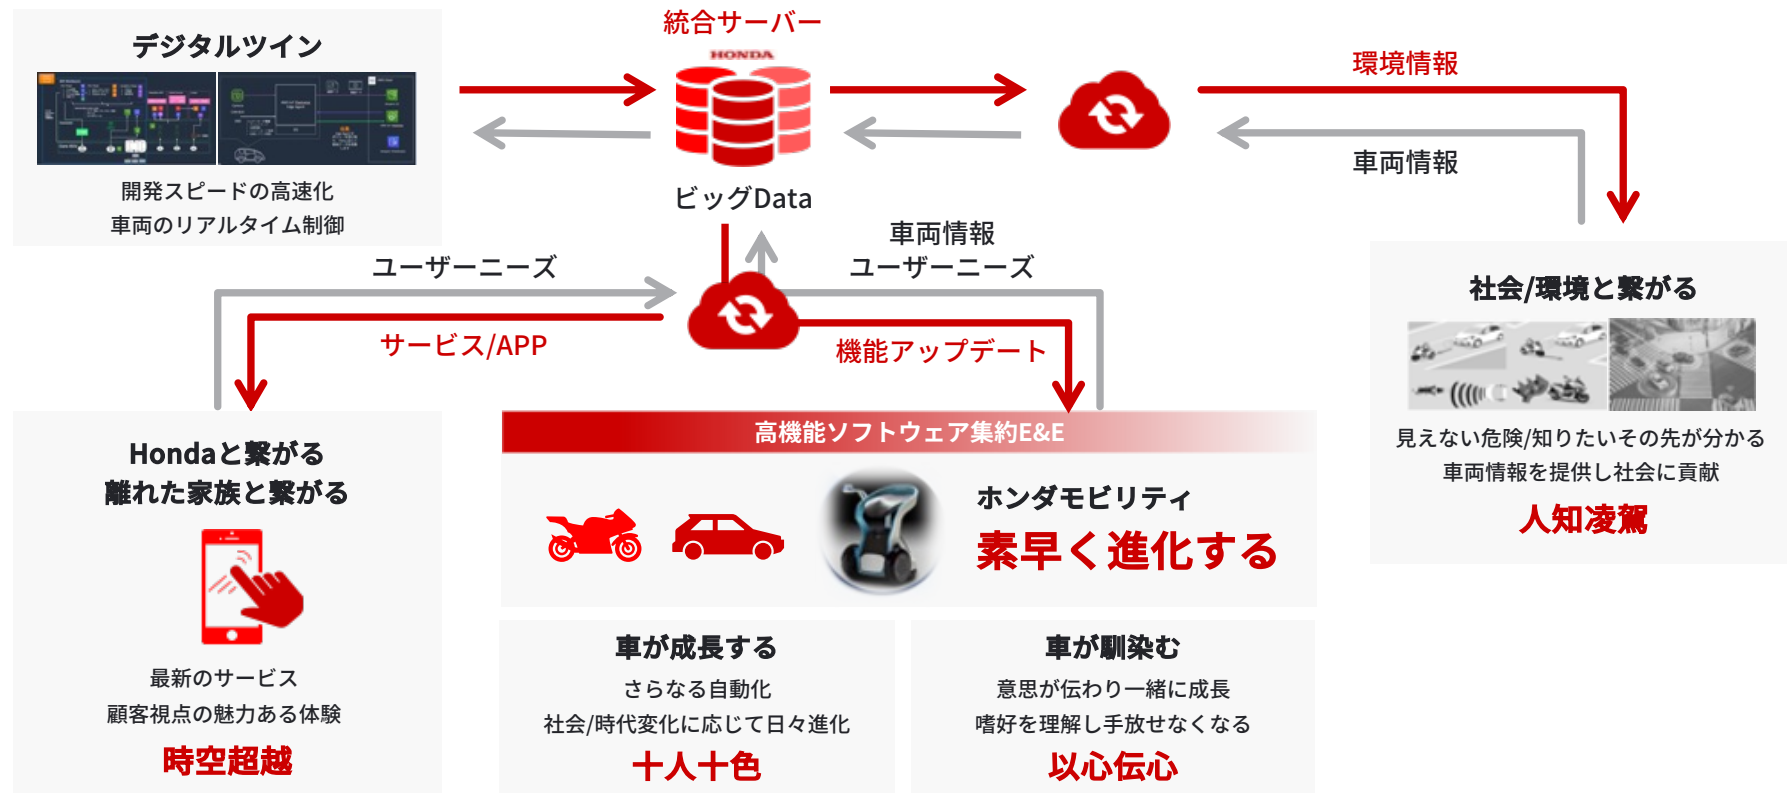 デジタルツイン
開発スピードの高速化
車両のリアルタイム制御
統合サーバー
HONDA
ビッグData
環境情報
車両情報
車両情報
ユーザーニーズ
ユーザーニーズ
サービス/APP
機能アップデート
社会/環境と繋がる
見えない危険/知りたいその先が分かる
車両情報を提供し社会に貢献
人知凌駕
Hondaと繋がる
離れた家族と繋がる
最新のサービス
顧客視点の魅力ある体験
時空超越
高機能ソフトウェア集約E&E
ホンダモビリティ
素早く進化する
車が成長する
さらなる自動化
社会/時代変化に応じて日々進化
十人十色
車が馴染む
意思が伝わり一緒に成長
嗜好を理解し手放せなくなる
以心伝心